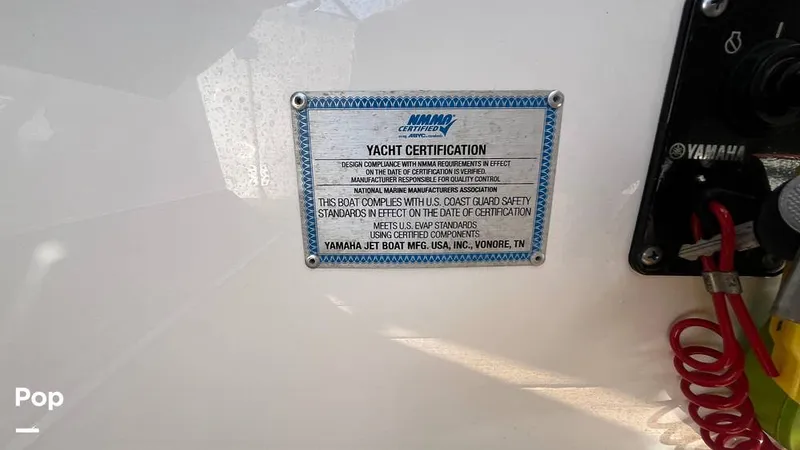 NMMA®
CERTIFIED
using ABYC standards
YACHT CERTIFICATION
DESIGN COMPLIANCE WITH NMMA REQUIREMENTS IN EFFECT
ON THE DATE OF CERTIFICATION IS VERIFIED.
MANUFACTURER RESPONSIBLE FOR QUALITY CONTROL
NATIONAL MARINE MANUFACTURERS ASSOCIATION
THIS BOAT COMPLIES WITH U.S. COAST GUARD SAFETY
STANDARDS IN EFFECT ON THE DATE OF CERTIFICATION
MEETS U.S. EVAP STANDARDS
USING CERTIFIED COMPONENTS
YAMAHA JET BOAT MFG. USA, INC., VONORE, TN
YAMAHA
Pop